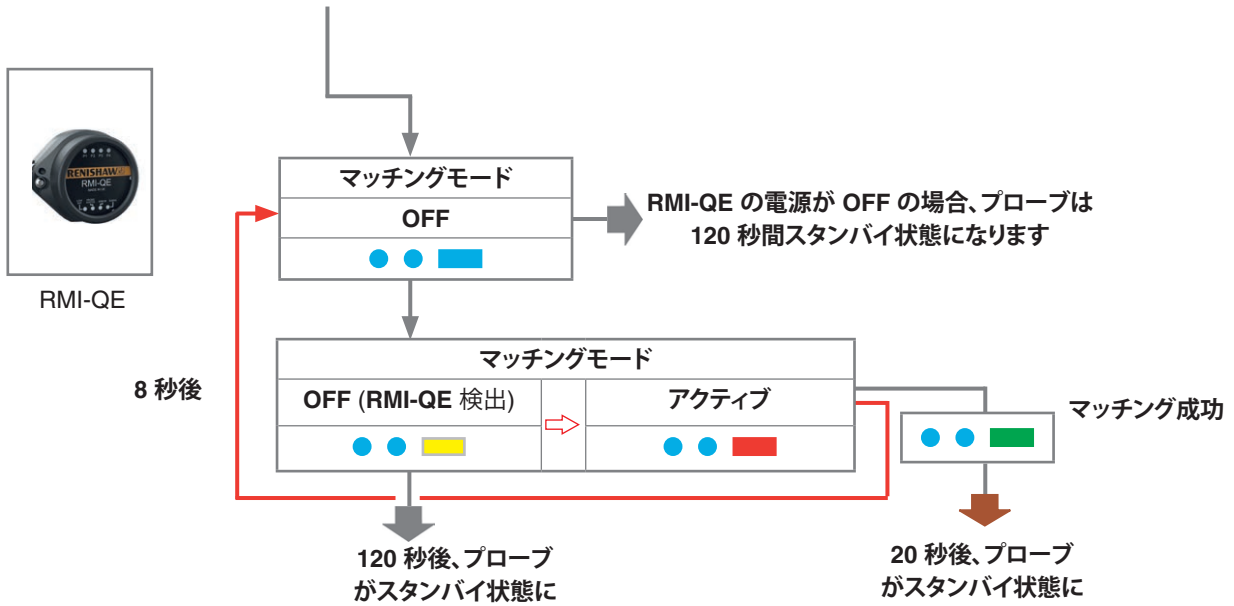 RENISHAW
RMI-QE
RMI-QE
マッチングモード
OFF
RMI-QE の電源が OFF の場合、プローブは
120 秒間スタンバイ状態になります
8 秒後
マッチングモード
OFF (RMI-QE 検出)
アクティブ
マッチング成功
120 秒後、プローブ
がスタンバイ状態に
20 秒後、プローブ
がスタンバイ状態に